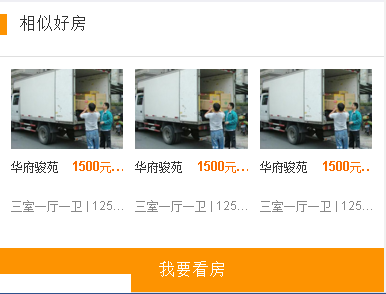 相似好房
华府骏苑 1500元... 华府骏苑 1500元... 华府骏苑 1500元...
三室一厅一卫 | 125... 三室一厅一卫 | 125... 三室一厅一卫 | 125...
我要看房